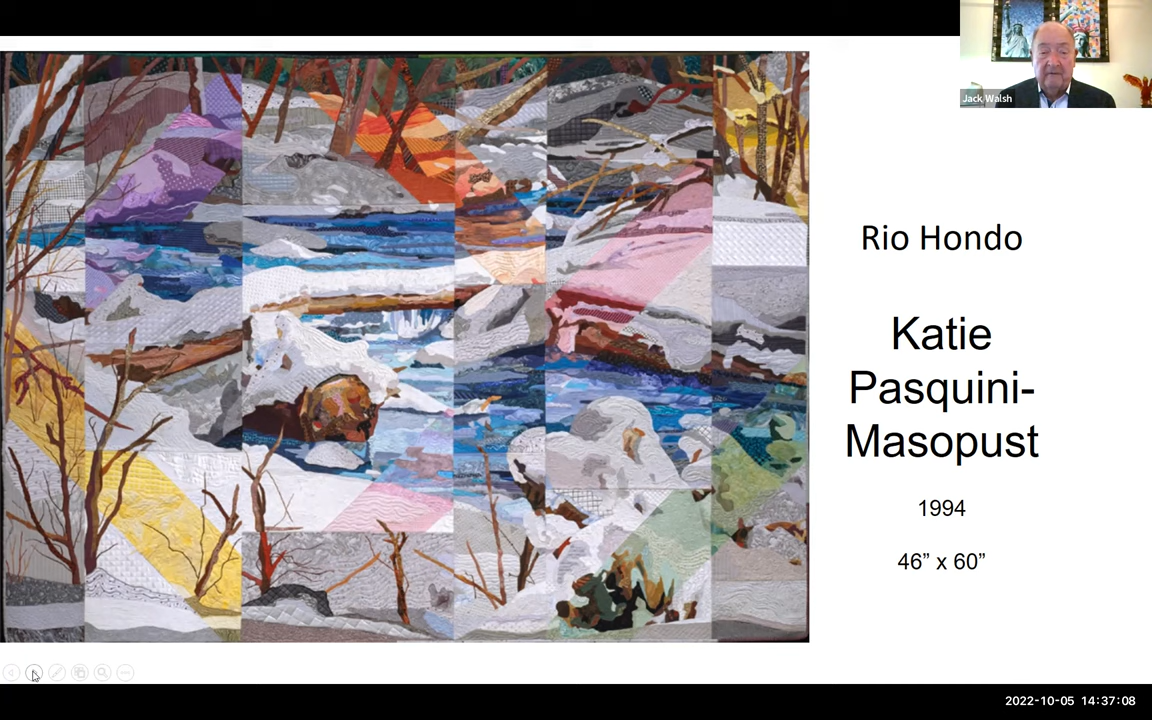 Jack Walsh
Rio Hondo
Katie
Pasquini-
Masopust
1994
46” x 60”
2022-10-05 14:37:08